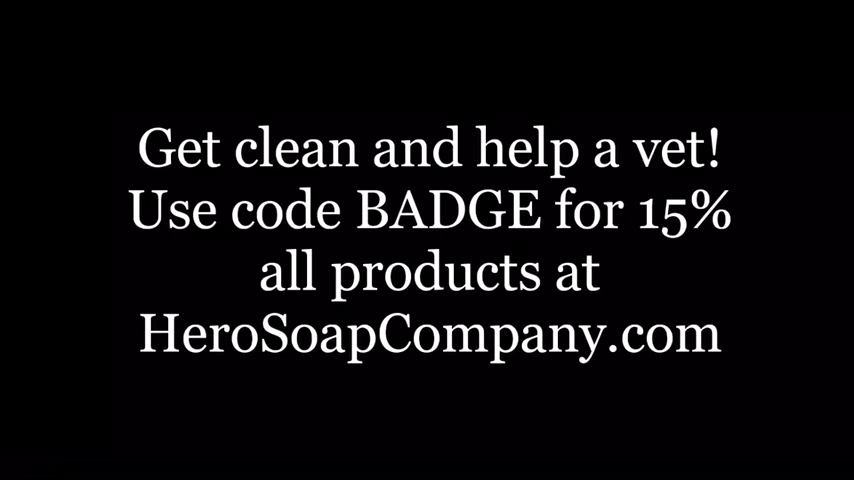 Get clean and help a vet!
Use code BADGE for 15%
all products at
HeroSoapCompany.com